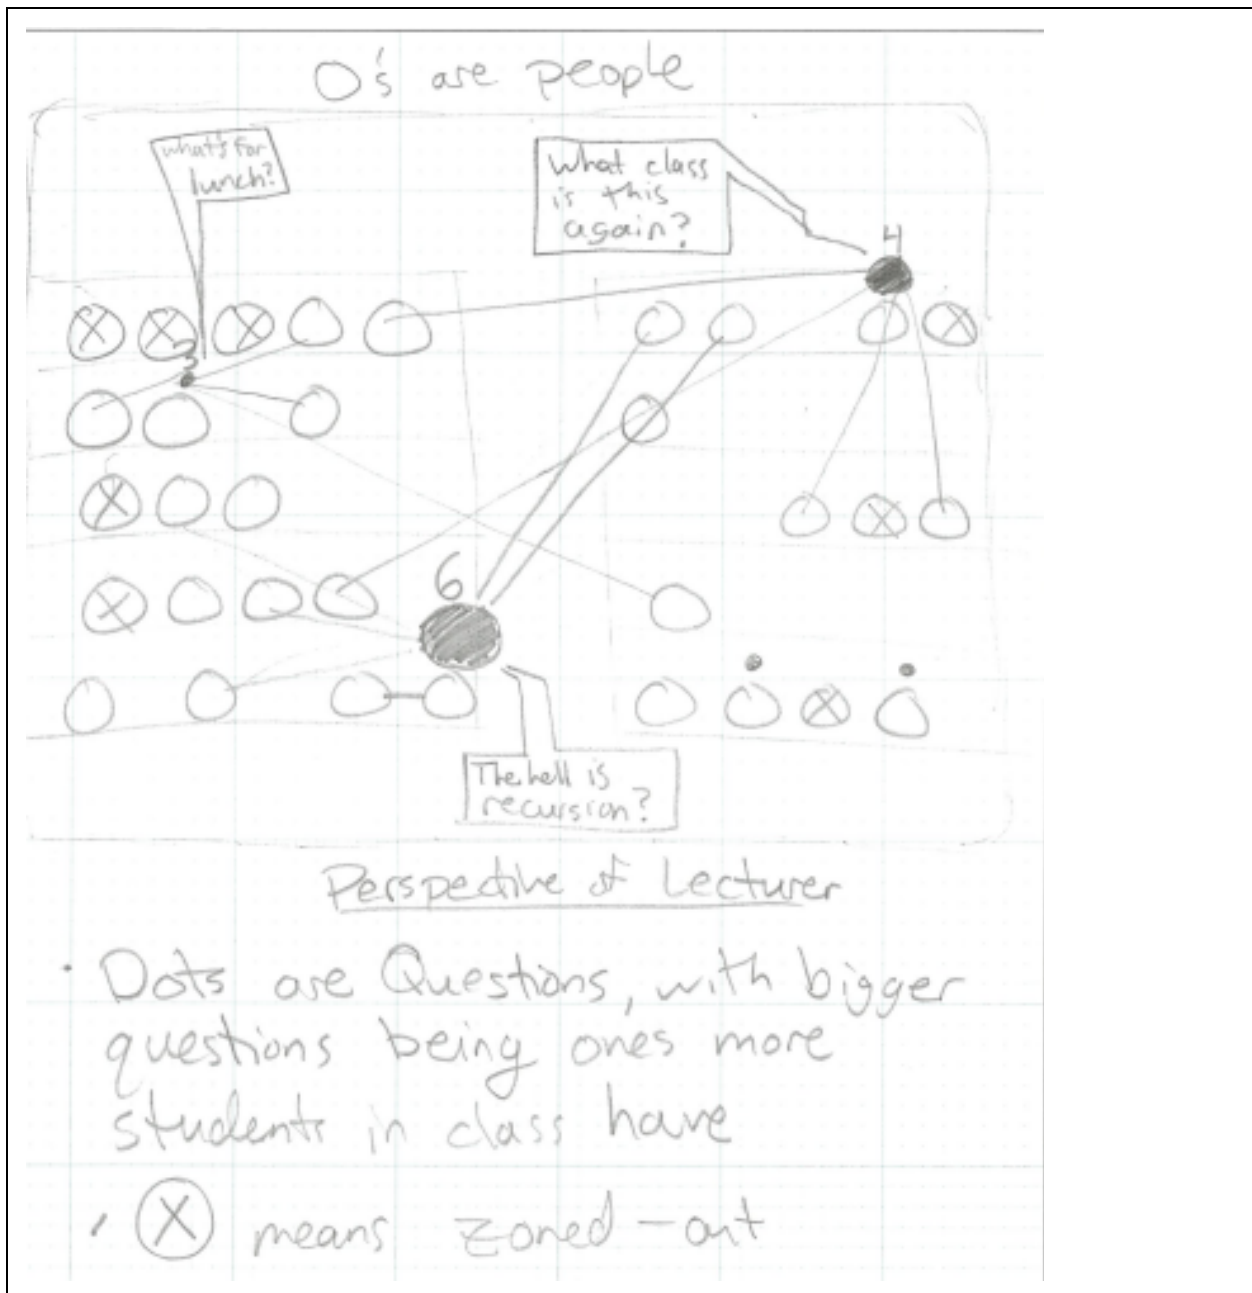 O's are people
what's for
lunch?
What class
is this
again?
4
3
6
The hell is
recursion?
Perspective of Lecturer
· Dots are Questions, with bigger
questions being one's more
students in class have
· X means zoned-out